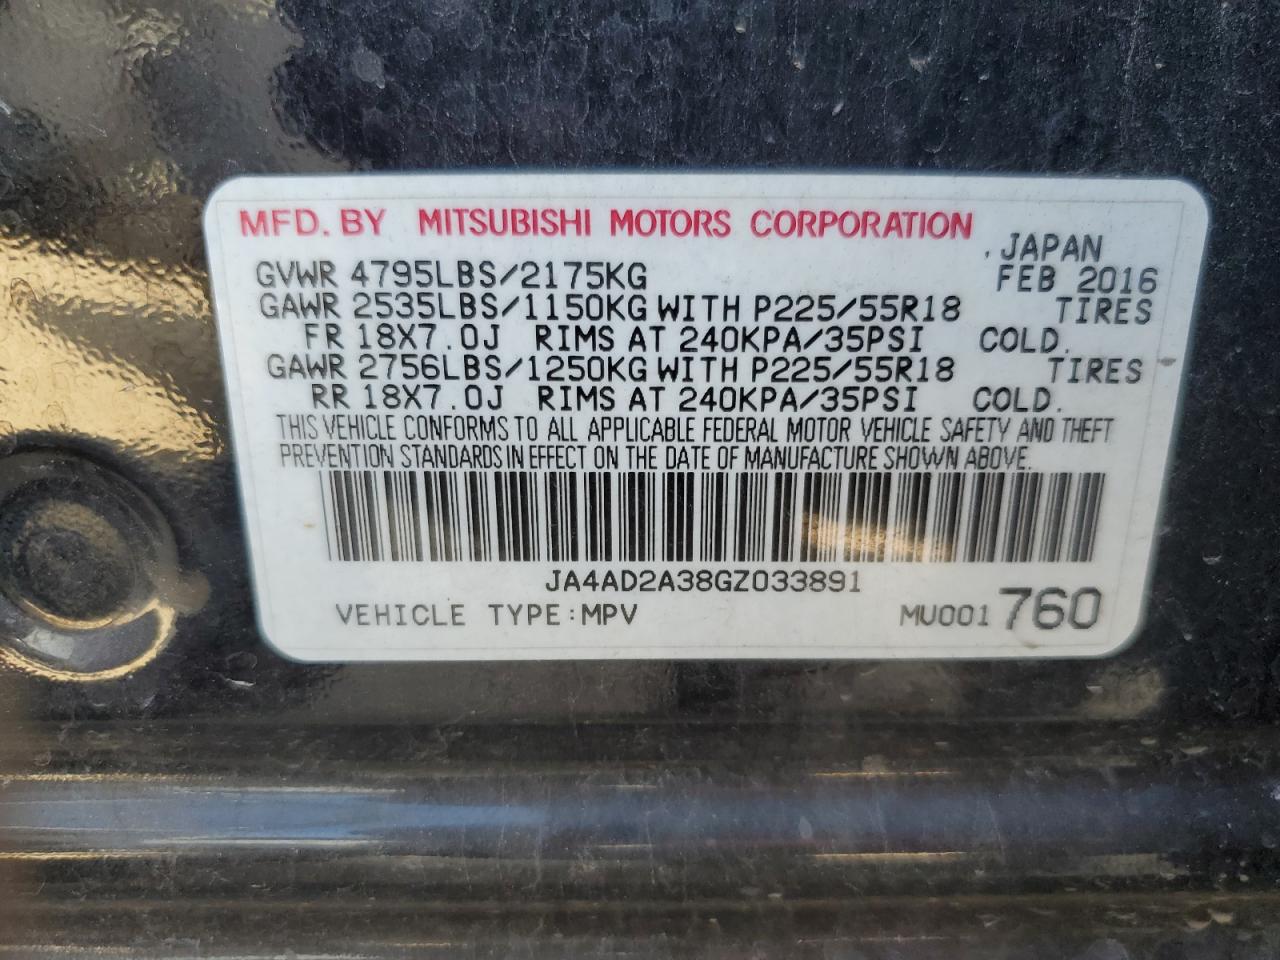 MFD. BY MITSUBISHI MOTORS CORPORATION
. JAPAN
GVWR 4795LBS/2175KG FEB 2016
GAWR 2535LBS/1150KG WITH P225/55R18 TIRES
FR 18X7.0J RIMS AT 240KPA/35PSI COLD.
GAWR 2756LBS/1250KG WITH P225/55R18 TIRES
RR 18X7.0J RIMS AT 240KPA/35PSI COLD.
THIS VEHICLE CONFORMS TO ALL APPLICABLE FEDERAL MOTOR VEHICLE SAFETY AND THEFT
PREVENTION STANDARDS IN EFFECT ON THE DATE OF MANUFACTURE SHOWN ABOVE.
JA4AD2A38GZ033891
VEHICLE TYPE:MPV MU001 760